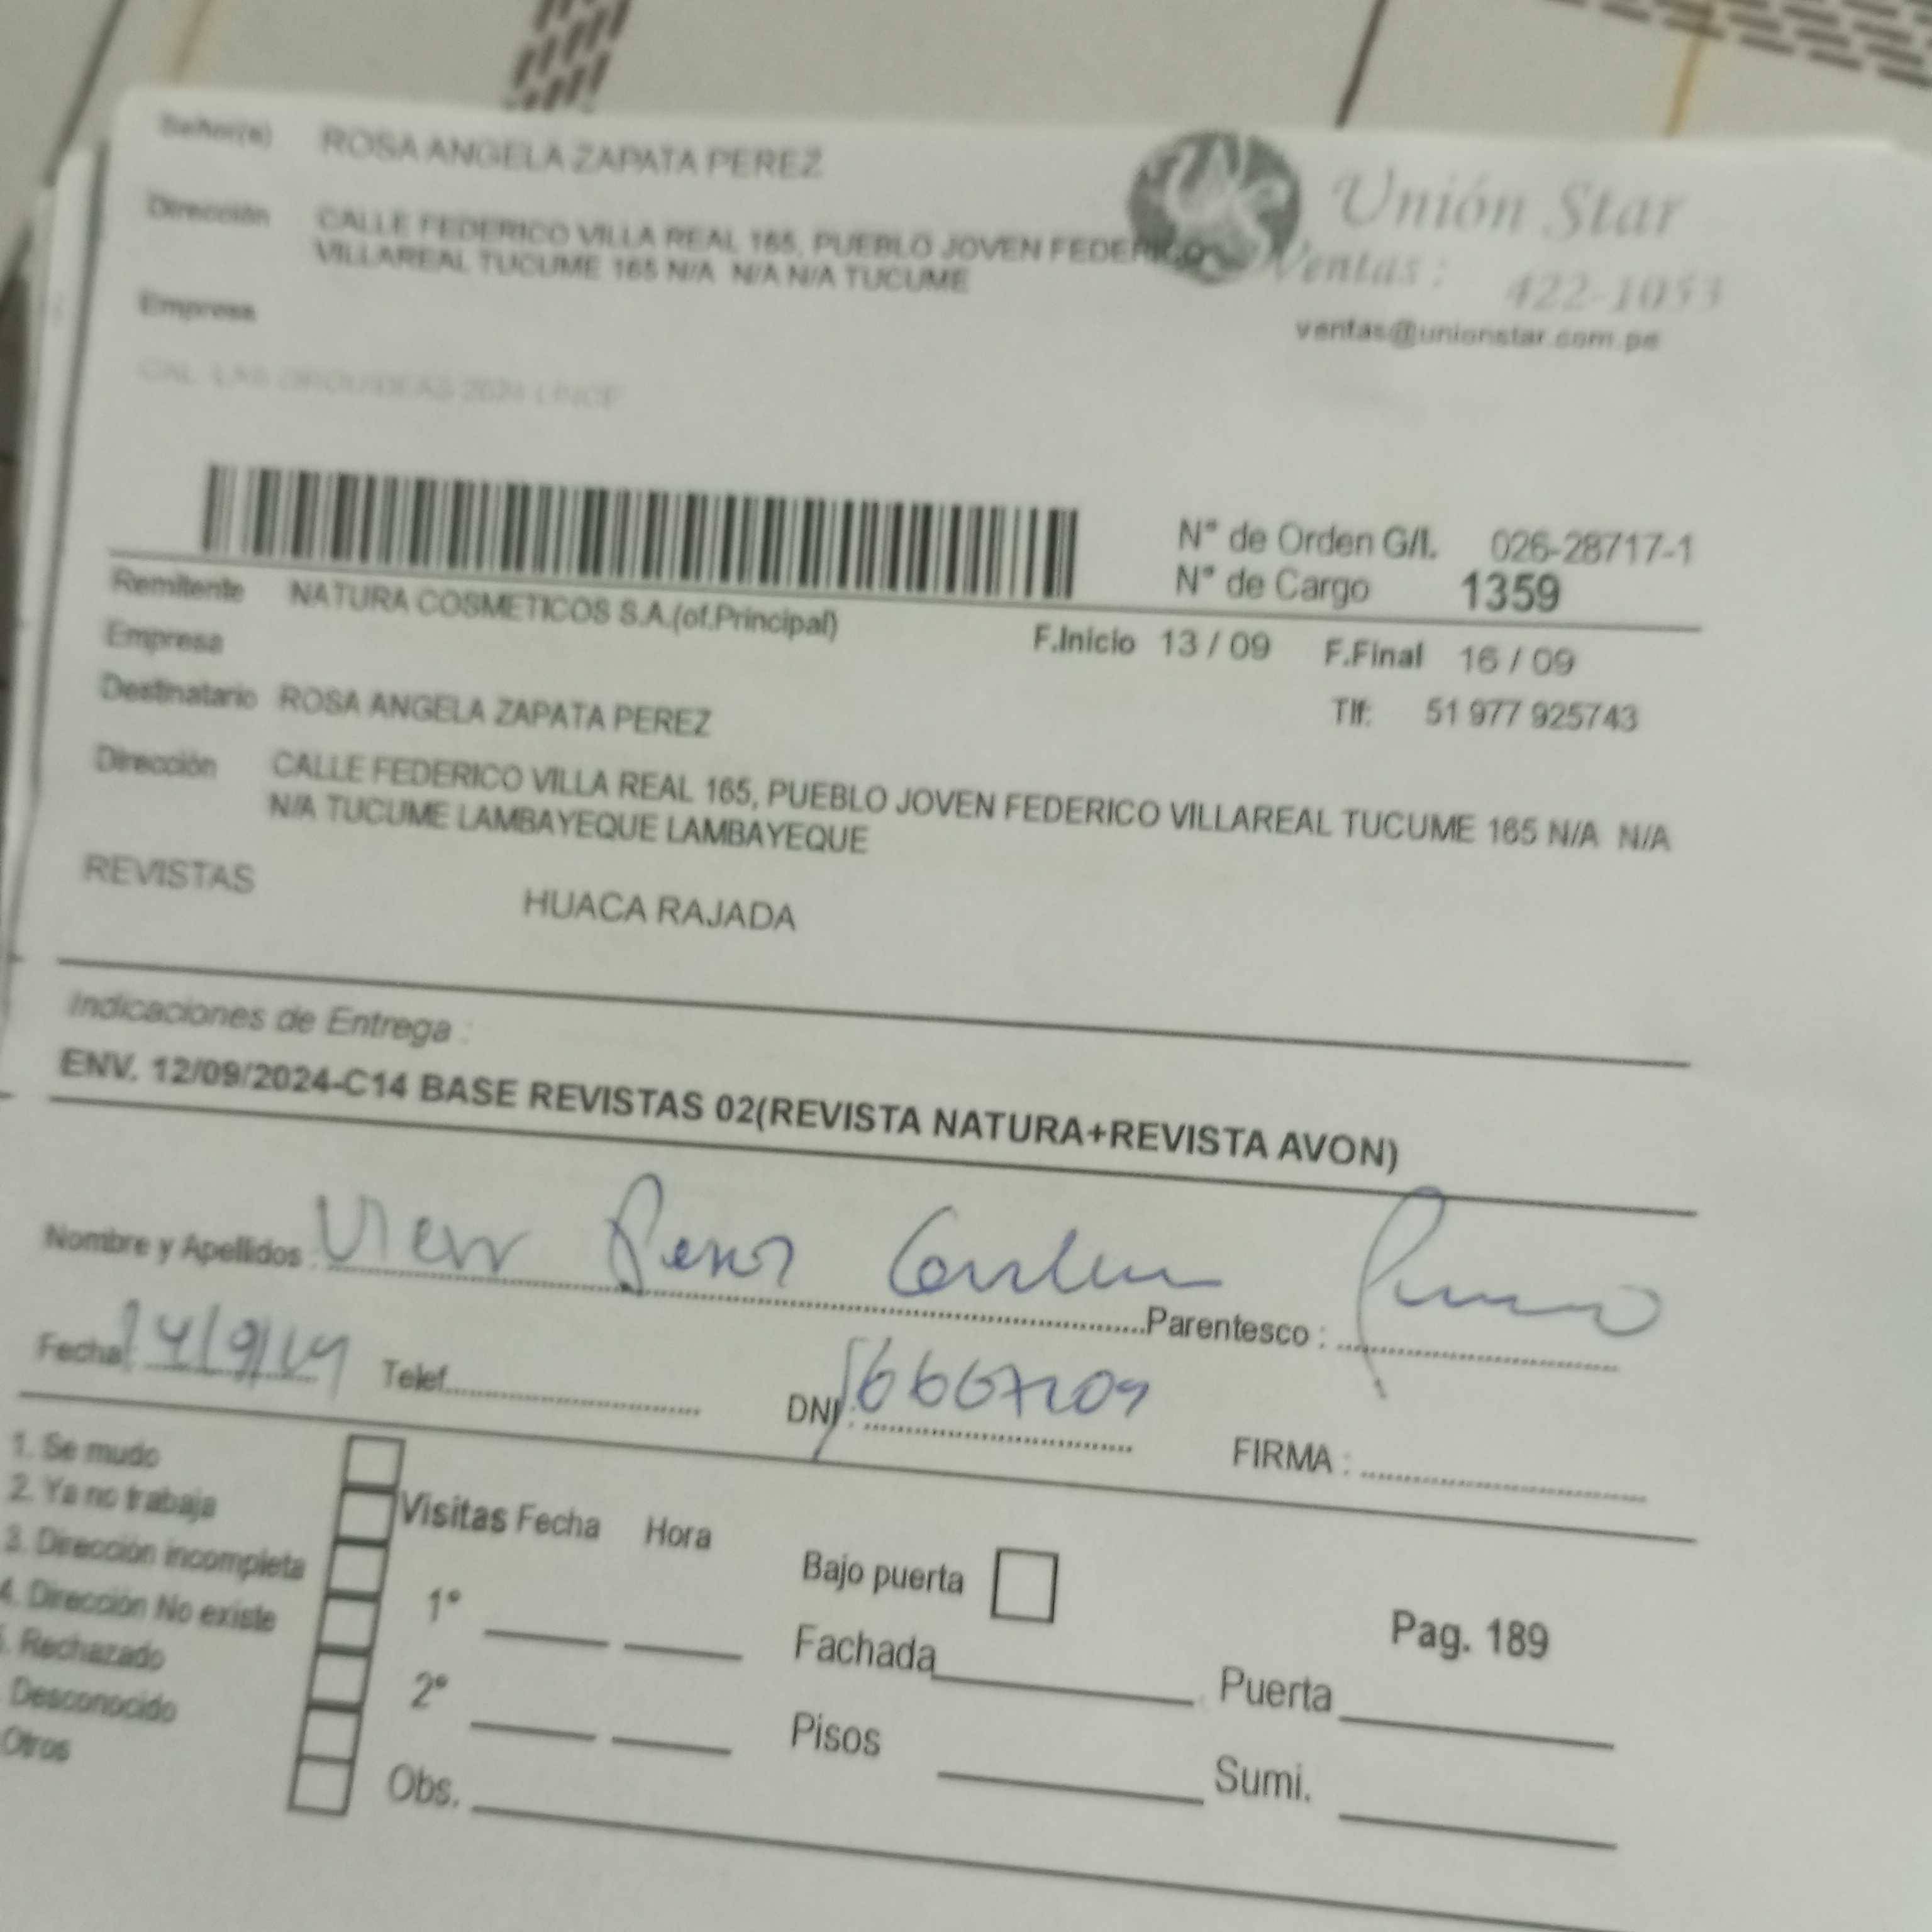 Señor(a) ROSA ANGELA ZAPATA PEREZ
Unión Star
Dirección CALLE FEDERICO VILLA REAL 165, PUEBLO JOVEN FEDERICO
VILLAREAL TUCUME 165 N/A N/A N/A TUCUME
Ventas: 422-1053
ventas@unionstar.com.pe
Empresa
N° de Orden G/I. 026-28717-1
N° de Cargo 1359
Remitente NATURA COSMETICOS S.A.(of.Principal)
F.Inicio 13 / 09 F.Final 16 / 09
Empresa
Destinatario ROSA ANGELA ZAPATA PEREZ
Tlf: 51 977 925743
Dirección CALLE FEDERICO VILLA REAL 165, PUEBLO JOVEN FEDERICO VILLAREAL TUCUME 165 N/A N/A
N/A TUCUME LAMBAYEQUE LAMBAYEQUE
REVISTAS HUACA RAJADA
Indicaciones de Entrega :
ENV. 12/09/2024-C14 BASE REVISTAS 02(REVISTA NATURA+REVISTA AVON)
Nombre y Apellidos :
Parentesco :
Fecha: Telef. DNI : FIRMA :
1. Se mudo
2. Ya no trabaja
3. Dirección incompleta
4. Dirección No existe
. Rechazado
Desconocido
Otros
Visitas Fecha Hora
1°
2°
Obs.
Bajo puerta
Fachada
Pisos
Pag. 189
Puerta
Sumi.